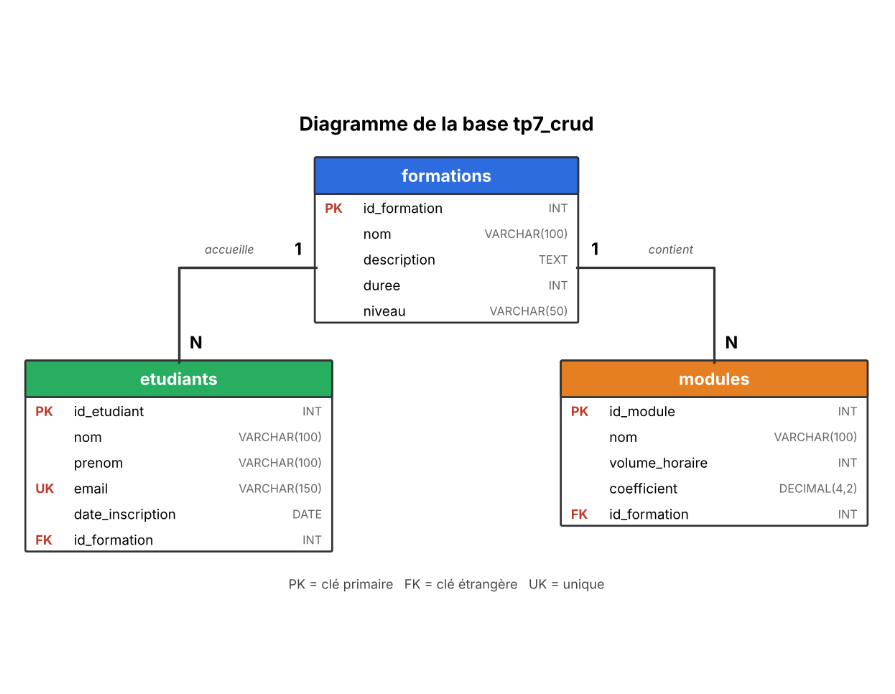 Diagramme de la base tp7_crud
formations
PK id_formation INT
nom VARCHAR(100)
description TEXT
duree INT
niveau VARCHAR(50)
accueille 1
1 contient
N
N
etudiants
PK id_etudiant INT
nom VARCHAR(100)
prenom VARCHAR(100)
UK email VARCHAR(150)
date_inscription DATE
FK id_formation INT
modules
PK id_module INT
nom VARCHAR(100)
volume_horaire INT
coefficient DECIMAL(4,2)
FK id_formation INT
PK = clé primaire FK = clé étrangère UK = unique